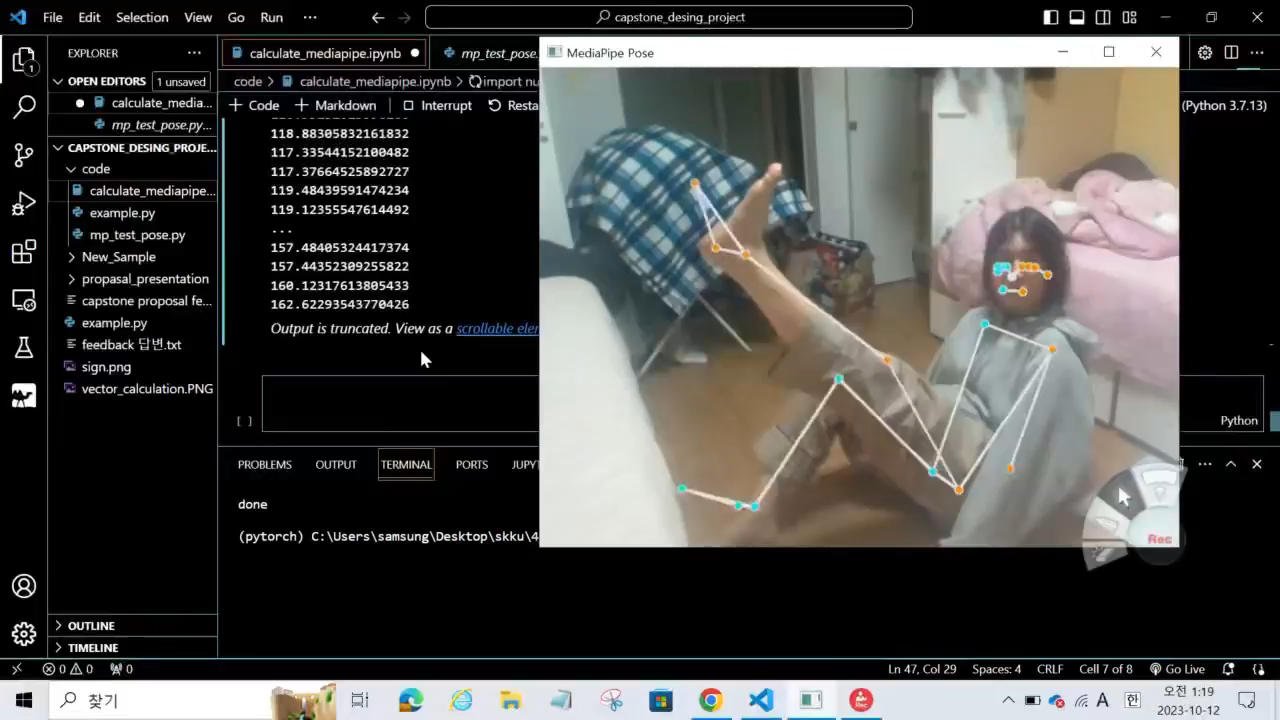 File Edit Selection View Go Run ··· capstone_desing_project
EXPLORER ···
OPEN EDITORS 1 unsaved
calculate_media...
mp_test_pose.py...
CAPSTONE_DESING_PROJE...
code
calculate_mediapipe...
example.py
mp_test_pose.py
New_Sample
propasal_presentation
capstone proposal fe...
example.py
feedback 답변.txt
sign.png
vector_calculation.PNG
OUTLINE
TIMELINE
calculate_mediapipe.ipynb mp_test_pose.
code > calculate_mediapipe.ipynb > import nu
+ Code + Markdown Interrupt Resta
(Python 3.7.13)
118.88305832161832
117.33544152100482
117.37664525892727
119.48439591474234
119.12355547614492
...
157.48405324417374
157.44352309255822
160.12317613805433
162.62293543770426
Output is truncated. View as a scrollable elen
[ ]
Python
PROBLEMS OUTPUT TERMINAL PORTS JUPYT
done
(pytorch) C:\Users\samsung\Desktop\skku\4
MediaPipe Pose
Rec
0 0 0 Ln 47, Col 29 Spaces: 4 CRLF Cell 7 of 8 Go Live
찾기
Rec
A 한 오전 1:19
2023-10-12